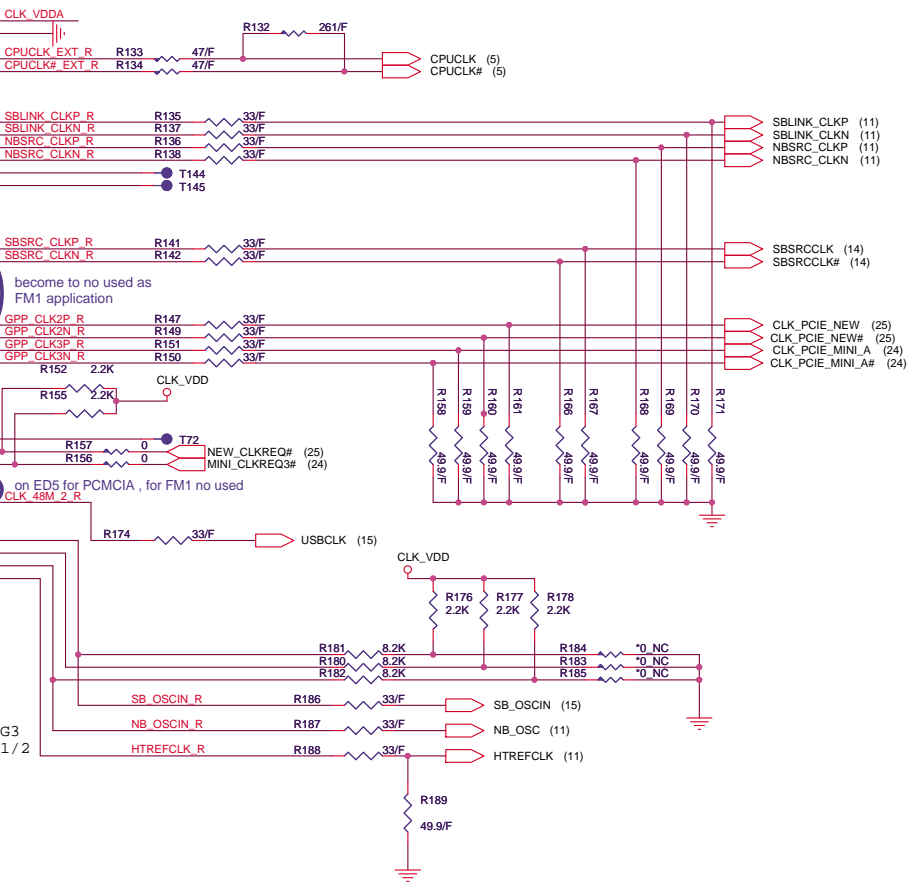 CLK_VDDA
R132 261/F
CPUCLK_EXT_R R133 47/F CPUCLK (5)
CPUCLK#_EXT_R R134 47/F CPUCLK# (5)
SBLINK_CLKP_R R135 33/F SBLINK_CLKP (11)
SBLINK_CLKN_R R137 33/F SBLINK_CLKN (11)
NBSRC_CLKP_R R136 33/F NBSRC_CLKP (11)
NBSRC_CLKN_R R138 33/F NBSRC_CLKN (11)
T144
T145
SBSRC_CLKP_R R141 33/F SBSRCCLK (14)
SBSRC_CLKN_R R142 33/F SBSRCCLK# (14)
become to no used as
FM1 application
GPP_CLK2P_R R147 33/F CLK_PCIE_NEW (25)
GPP_CLK2N_R R149 33/F CLK_PCIE_NEW# (25)
GPP_CLK3P_R R151 33/F CLK_PCIE_MINI_A (24)
GPP_CLK3N_R R150 33/F CLK_PCIE_MINI_A# (24)
R152 2.2K
CLK_VDD
R155 2.2K
R158 R159 R160 R161 R166 R167 R168 R169 R170 R171
49.9/F 49.9/F 49.9/F 49.9/F 49.9/F 49.9/F 49.9/F 49.9/F 49.9/F 49.9/F
T72
R157 0 NEW_CLKREQ# (25)
R156 0 MINI_CLKREQ3# (24)
on ED5 for PCMCIA , for FM1 no used
CLK_48M_2_R
R174 33/F USBCLK (15)
CLK_VDD
R176 R177 R178
2.2K 2.2K 2.2K
R181 8.2K R184 *0_NC
R180 8.2K R183 *0_NC
R182 8.2K R185 *0_NC
SB_OSCIN_R R186 33/F SB_OSCIN (15)
NB_OSCIN_R R187 33/F NB_OSC (11)
G3
1/2
HTREFCLK_R R188 33/F HTREFCLK (11)
R189
49.9/F